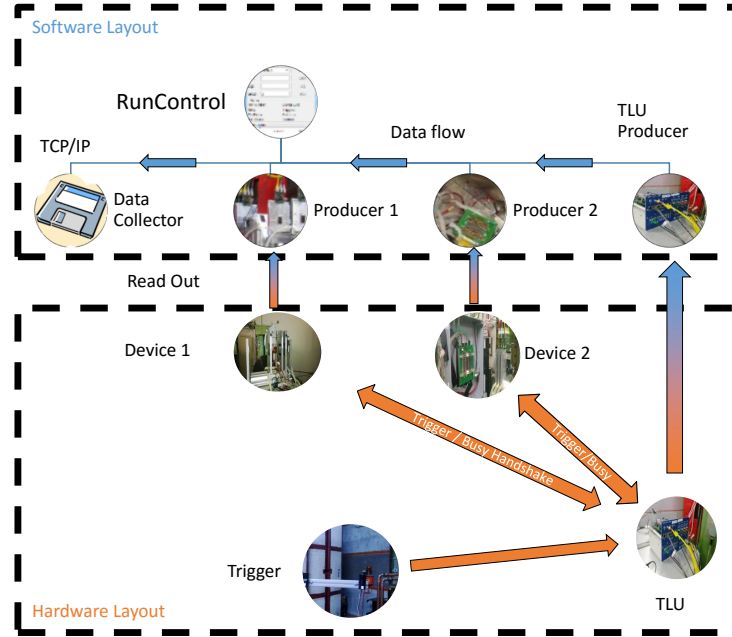 Software Layout
RunControl
TCP/IP
Data flow
TLU
Producer
Data
Collector
Producer 1
Producer 2
Read Out
Device 1
Device 2
Trigger / Busy Handshake
Trigger/Busy
Trigger
TLU
Hardware Layout